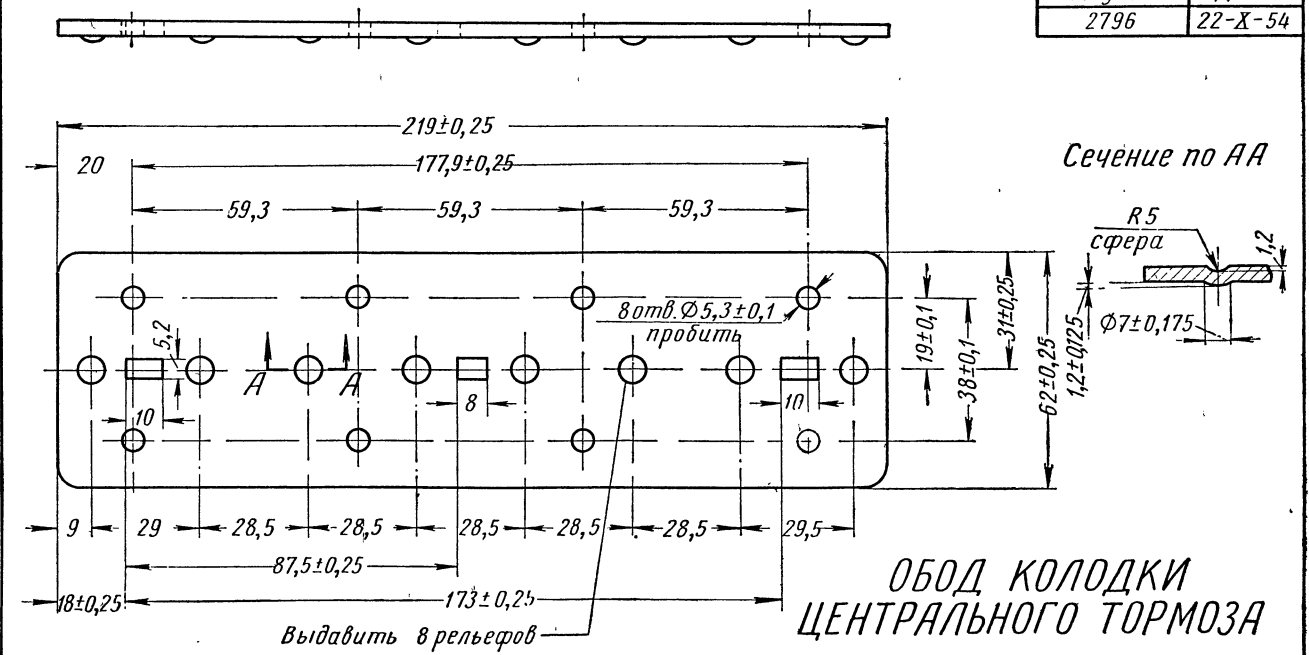 2796 22-X-54
219±0,25
20 177,9±0,25
59,3 59,3 59,3
Сечение по АА
R5
сфера
1,2
8 отв. Ф5,3±0,1
пробить
5,2
А А
10
8
10
19±0,1
38±0,1
31±0,25
62±0,25
1,2±0,125
Ф7±0,175
9 29 28,5 28,5 28,5 28,5 28,5 29,5
87,5±0,25
18±0,25 173±0,25
Выдавить 8 рельефов
ОБОД КОЛОДКИ
ЦЕНТРАЛЬНОГО ТОРМОЗА